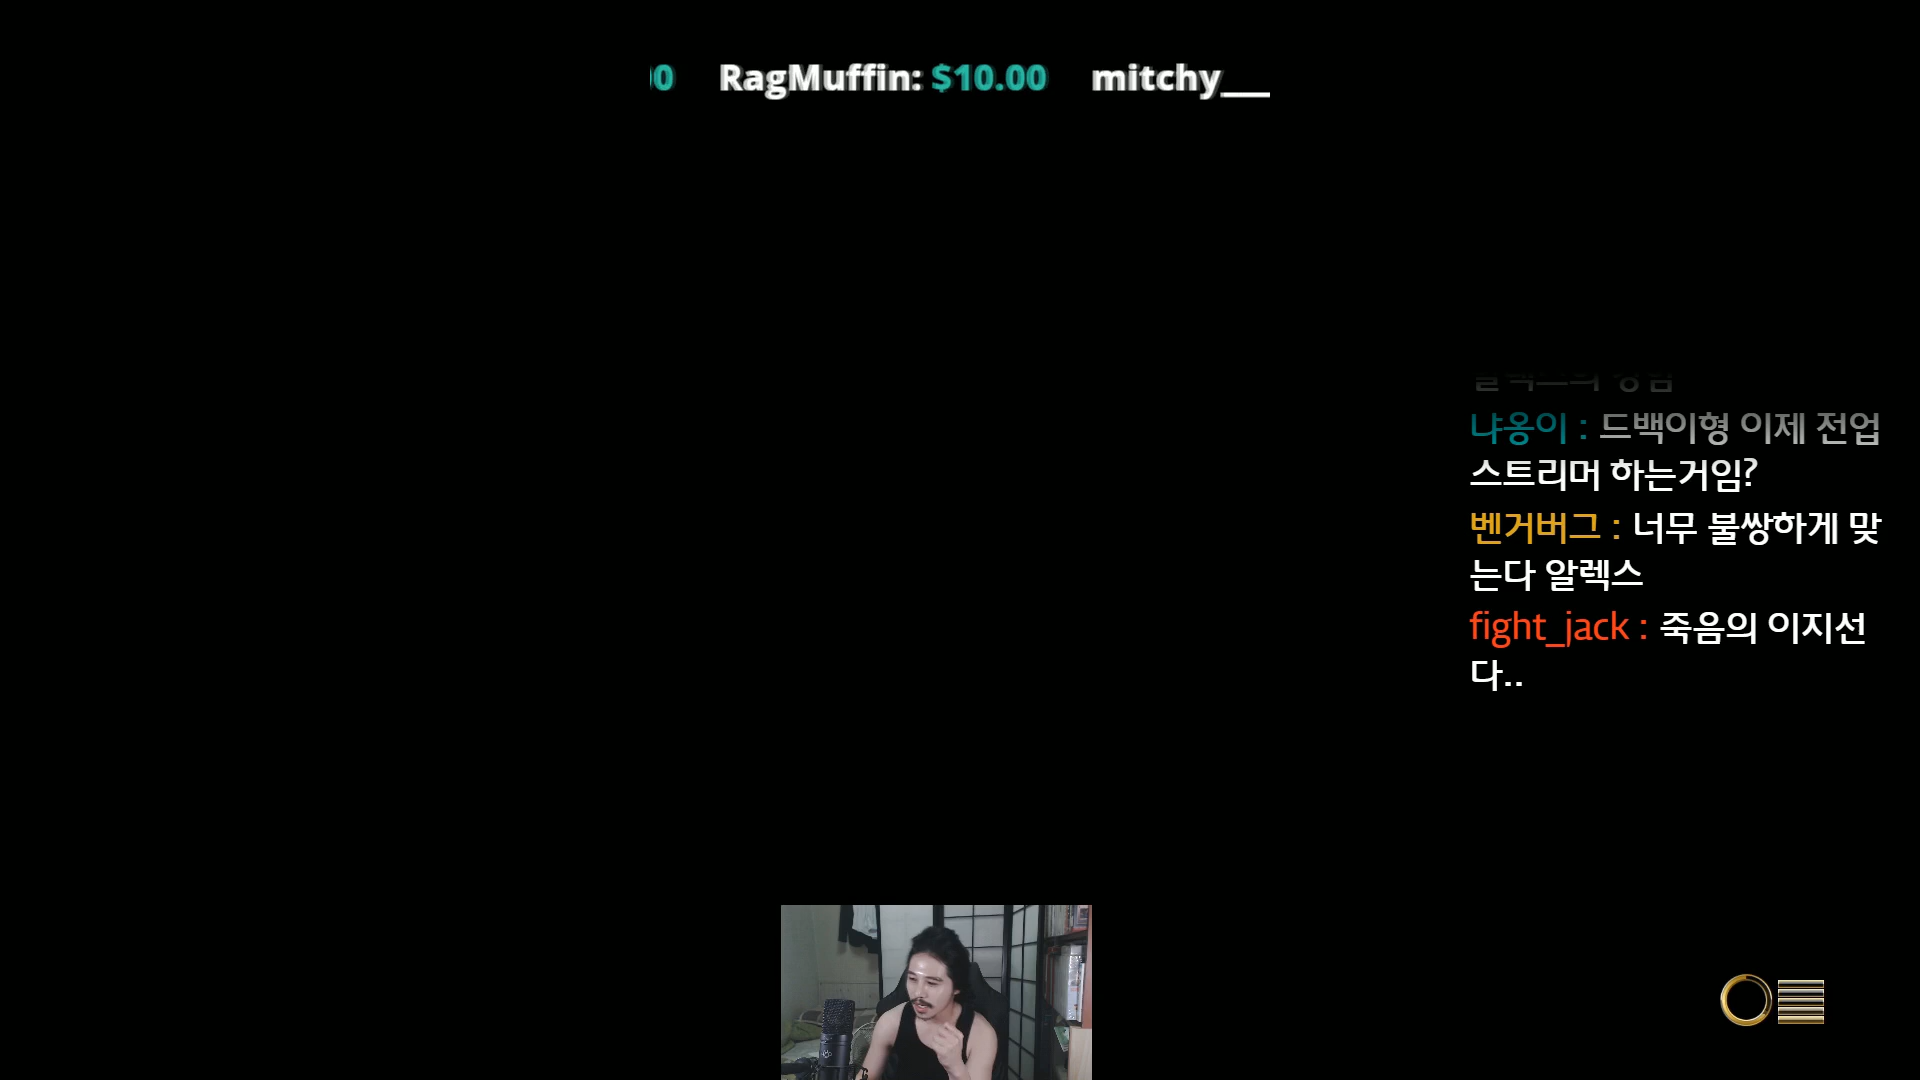 0 RagMuffin: $10.00 mitchy___
냐옹이 : 드백이형 이제 전업
스트리머 하는거임?
벤거버그 : 너무 불쌍하게 맞
는다 알렉스
fight_jack : 죽음의 이지선
다..